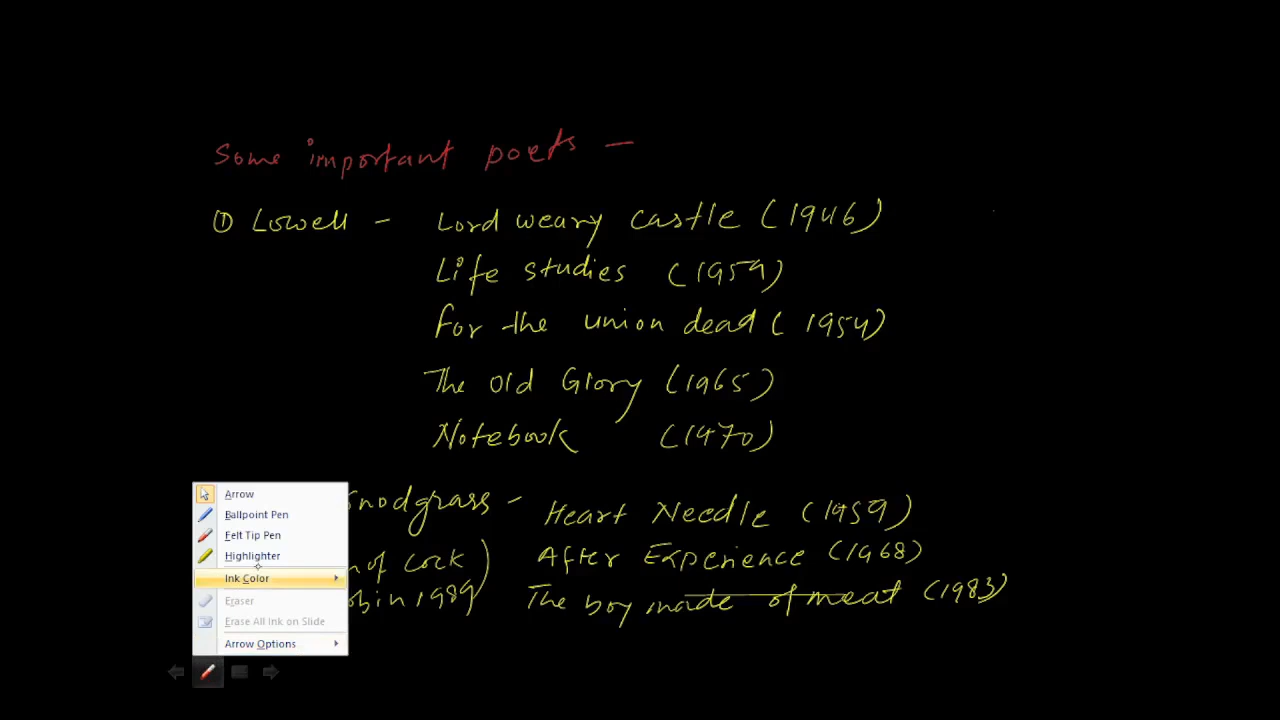 Some important poets —
① Lowell - Lord weary castle (1946)
Life studies (1959)
For the union dead (1954)
The Old Glory (1965)
Notebook (1970)
Snodgrass - Heart Needle (1959)
of Cock) After Experience (1968)
obin 1989 The boy made of meat (1983)
Arrow
Ballpoint Pen
Felt Tip Pen
Highlighter
Ink Color
Eraser
Erase All Ink on Slide
Arrow Options